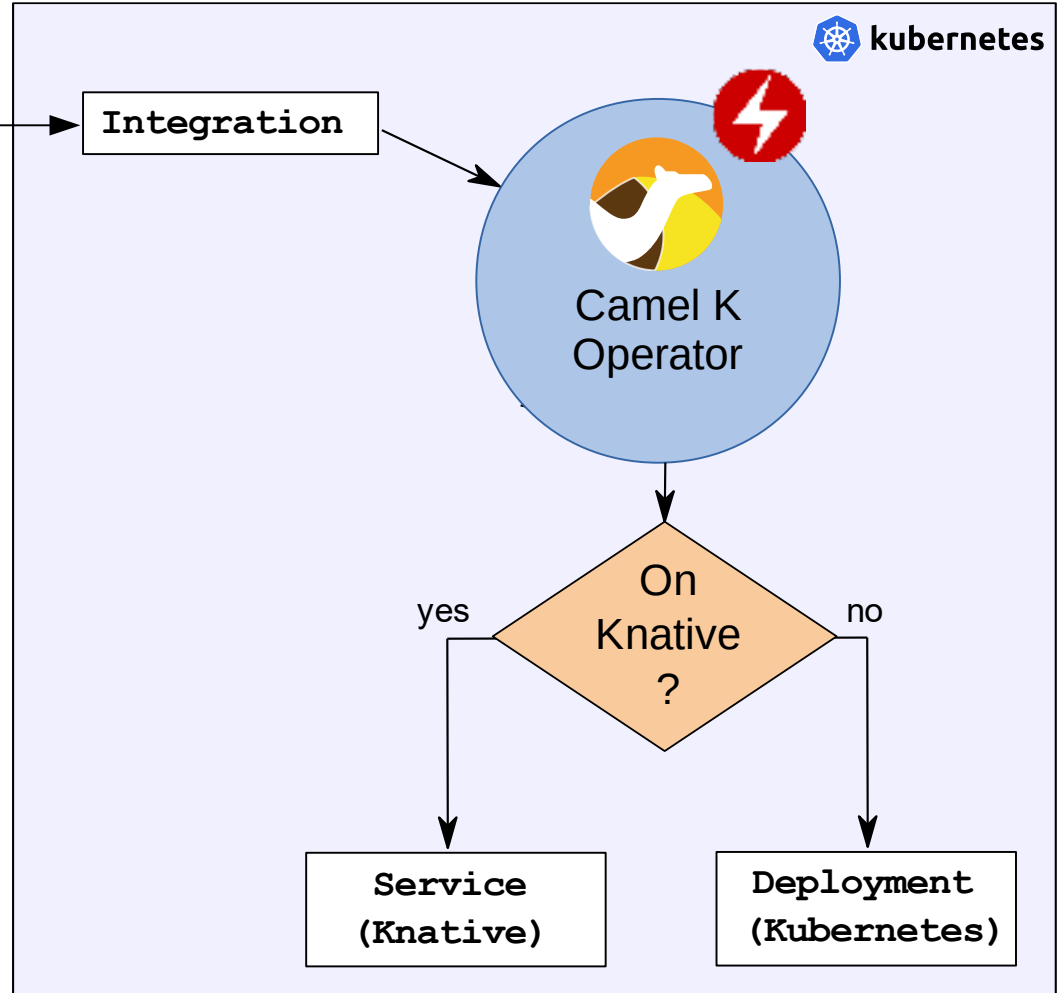 kubernetes
Integration
Camel K
Operator
On
Knative
?
yes
no
Service
(Knative)
Deployment
(Kubernetes)